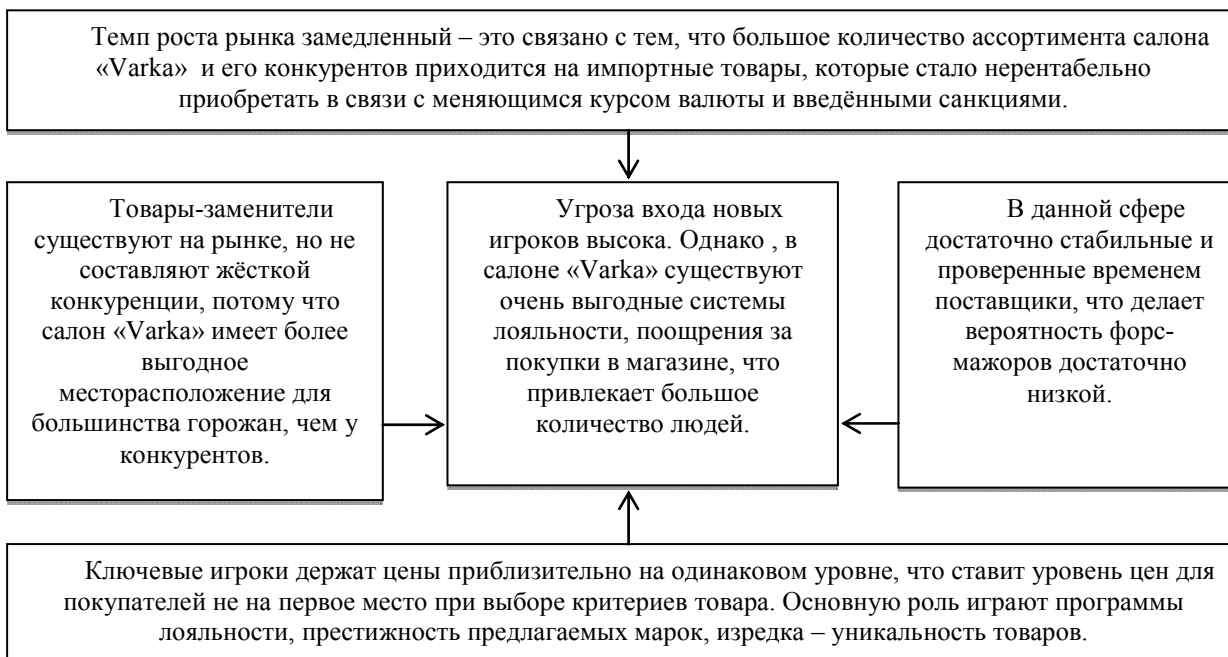 Темп роста рынка замедленный – это связано с тем, что большое количество ассортимента салона
«Varka» и его конкурентов приходится на импортные товары, которые стало нерентабельно
приобретать в связи с меняющимся курсом валюты и введёнными санкциями.
Товары-заменители
существуют на рынке, но не
составляют жёсткой
конкуренции, потому что
салон «Varka» имеет более
выгодное
месторасположение для
большинства горожан, чем у
конкурентов.
Угроза входа новых
игроков высока. Однако , в
салоне «Varka» существуют
очень выгодные системы
лояльности, поощрения за
покупки в магазине, что
привлекает большое
количество людей.
В данной сфере
достаточно стабильные и
проверенные временем
поставщики, что делает
вероятность форс-
мажоров достаточно
низкой.
Ключевые игроки держат цены приблизительно на одинаковом уровне, что ставит уровень цен для
покупателей не на первое место при выборе критериев товара. Основную роль играют программы
лояльности, престижность предлагаемых марок, изредка – уникальность товаров.